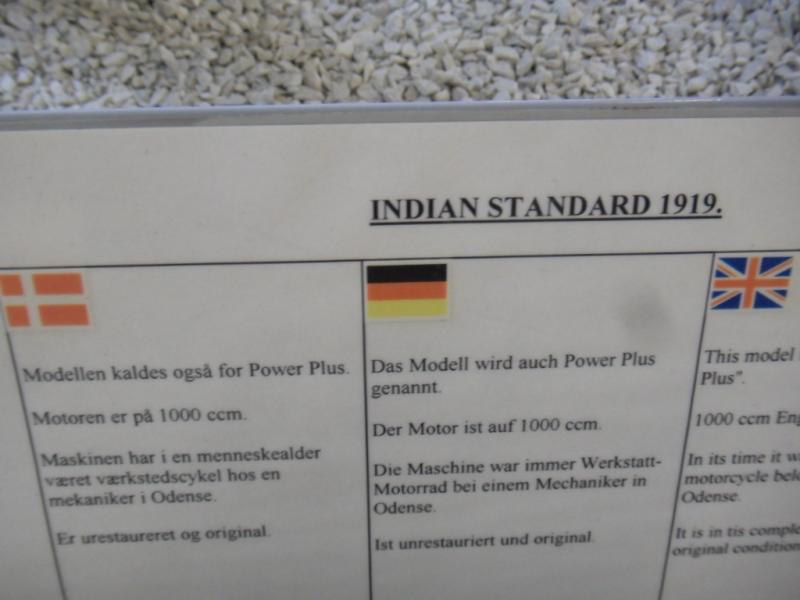 INDIAN STANDARD 1919.
Modellen kaldes også for Power Plus.
Motoren er på 1000 ccm.
Maskinen har i en menneskealder
været værkstedscykel hos en
mekaniker i Odense.
Er urestaureret og original.
Das Modell wird auch Power Plus
genannt.
Der Motor ist auf 1000 ccm.
Die Maschine war immer Werkstatt-
Motorrad bei einem Mechaniker in
Odense.
Ist unrestauriert und original.
This model
Plus".
1000 ccm
In its time it
motorcycle
Odense.
It is in tis
original